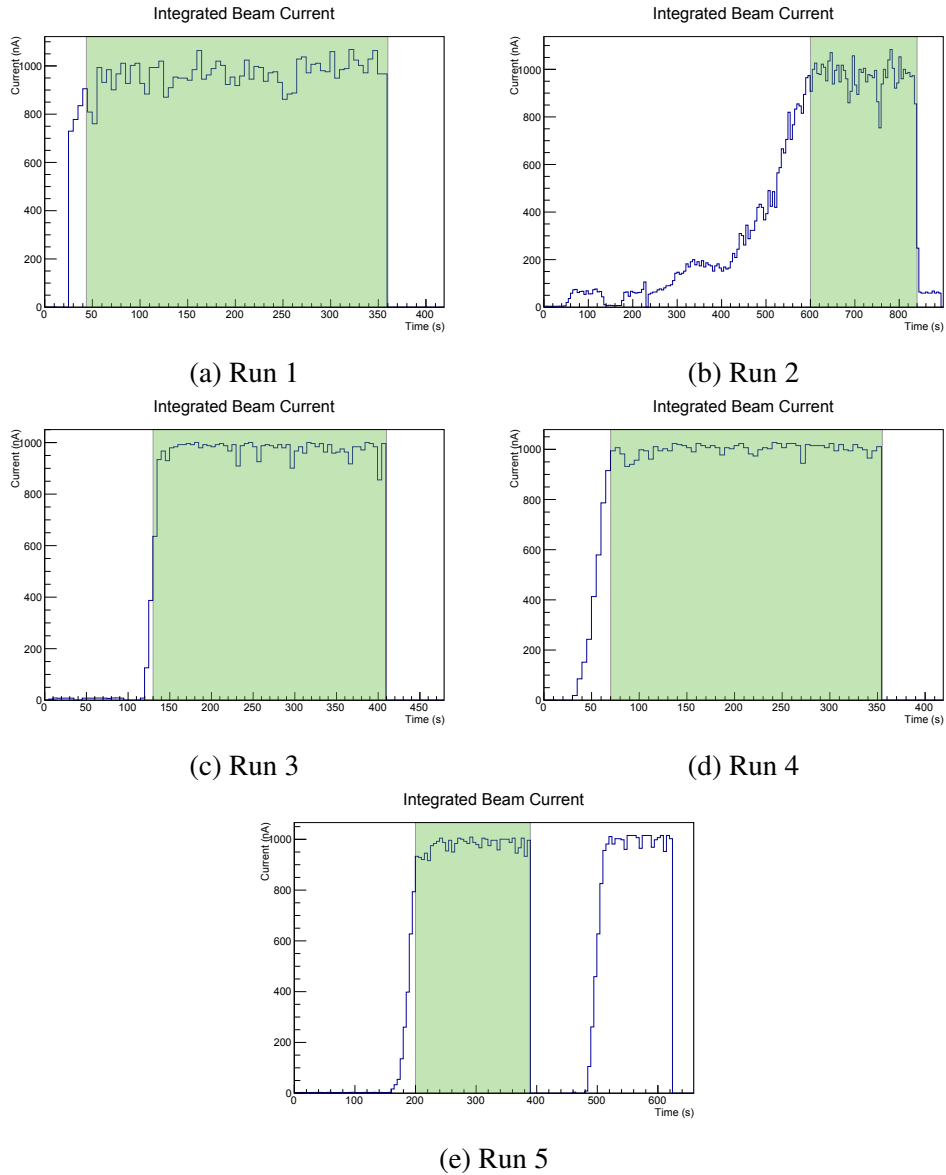 Integrated Beam Current
Current (nA)
1000
800
600
400
200
0
0 50 100 150 200 250 300 350 400
Time (s)
(a) Run 1
Integrated Beam Current
Current (nA)
1000
800
600
400
200
0
0 100 200 300 400 500 600 700 800
Time (s)
(b) Run 2
Integrated Beam Current
Current (nA)
1000
800
600
400
200
0
0 50 100 150 200 250 300 350 400 450
Time (s)
(c) Run 3
Integrated Beam Current
Current (nA)
1000
800
600
400
200
0
0 50 100 150 200 250 300 350 400
Time (s)
(d) Run 4
Integrated Beam Current
Current (nA)
1000
800
600
400
200
0
0 100 200 300 400 500 600
Time (s)
(e) Run 5